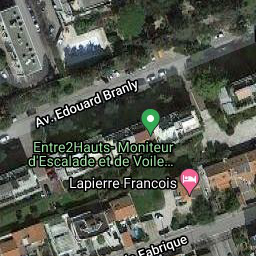 Av. Edouard Branly
Entre2Hauts- Moniteur
d'Escalade et de Voile...
Lapierre Francois
Fabrique